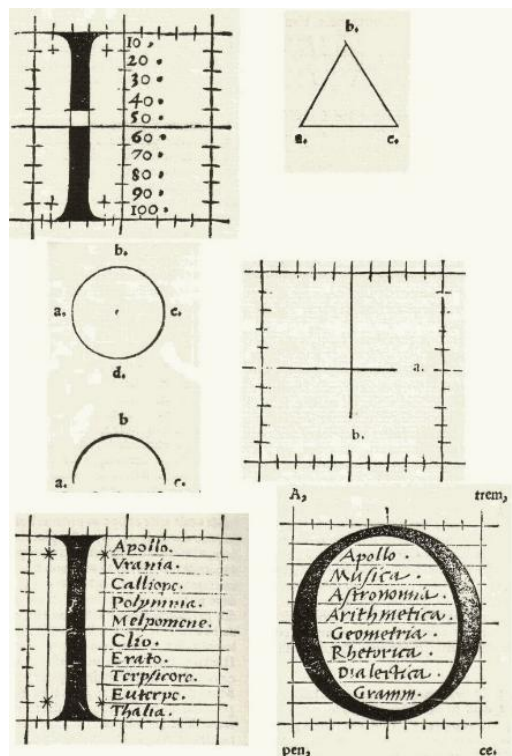 10,
20.
30.
40.
50.
60.
70.
80.
90.
100.
b.
a. c.
b.
a. c.
d.
b
a. c.
a.
b.
Apollo.
Vrania.
Calliope.
Polymnia.
Melpomene.
Clio.
Erato.
Terpſicore.
Euterpe.
Thalia.
A, trem,
Apollo.
Muſica.
Aſtronomia.
Arithmetica.
Geometria.
Rhetorica.
Dialectica.
Gramm.
pen, ce.